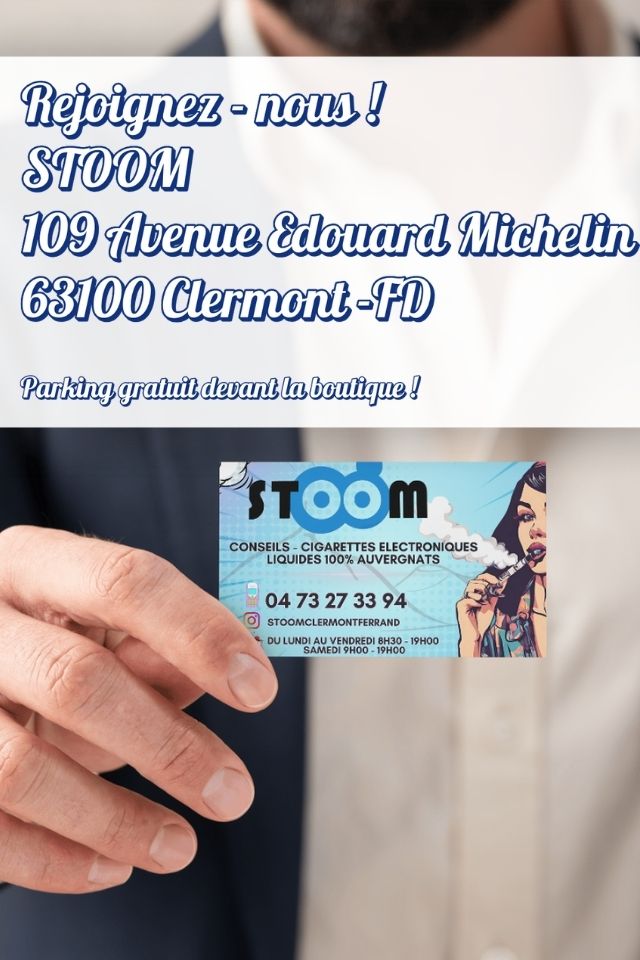 Rejoignez - nous !
STOOM
109 Avenue Edouard Michelin
63100 Clermont -FD
Parking gratuit devant la boutique !
STOOM
CONSEILS - CIGARETTES ELECTRONIQUES
LIQUIDES 100% AUVERGNATS
04 73 27 33 94
STOOMCLERMONTFERRAND
DU LUNDI AU VENDREDI 8H30 - 19H00
SAMEDI 9H00 - 19H00